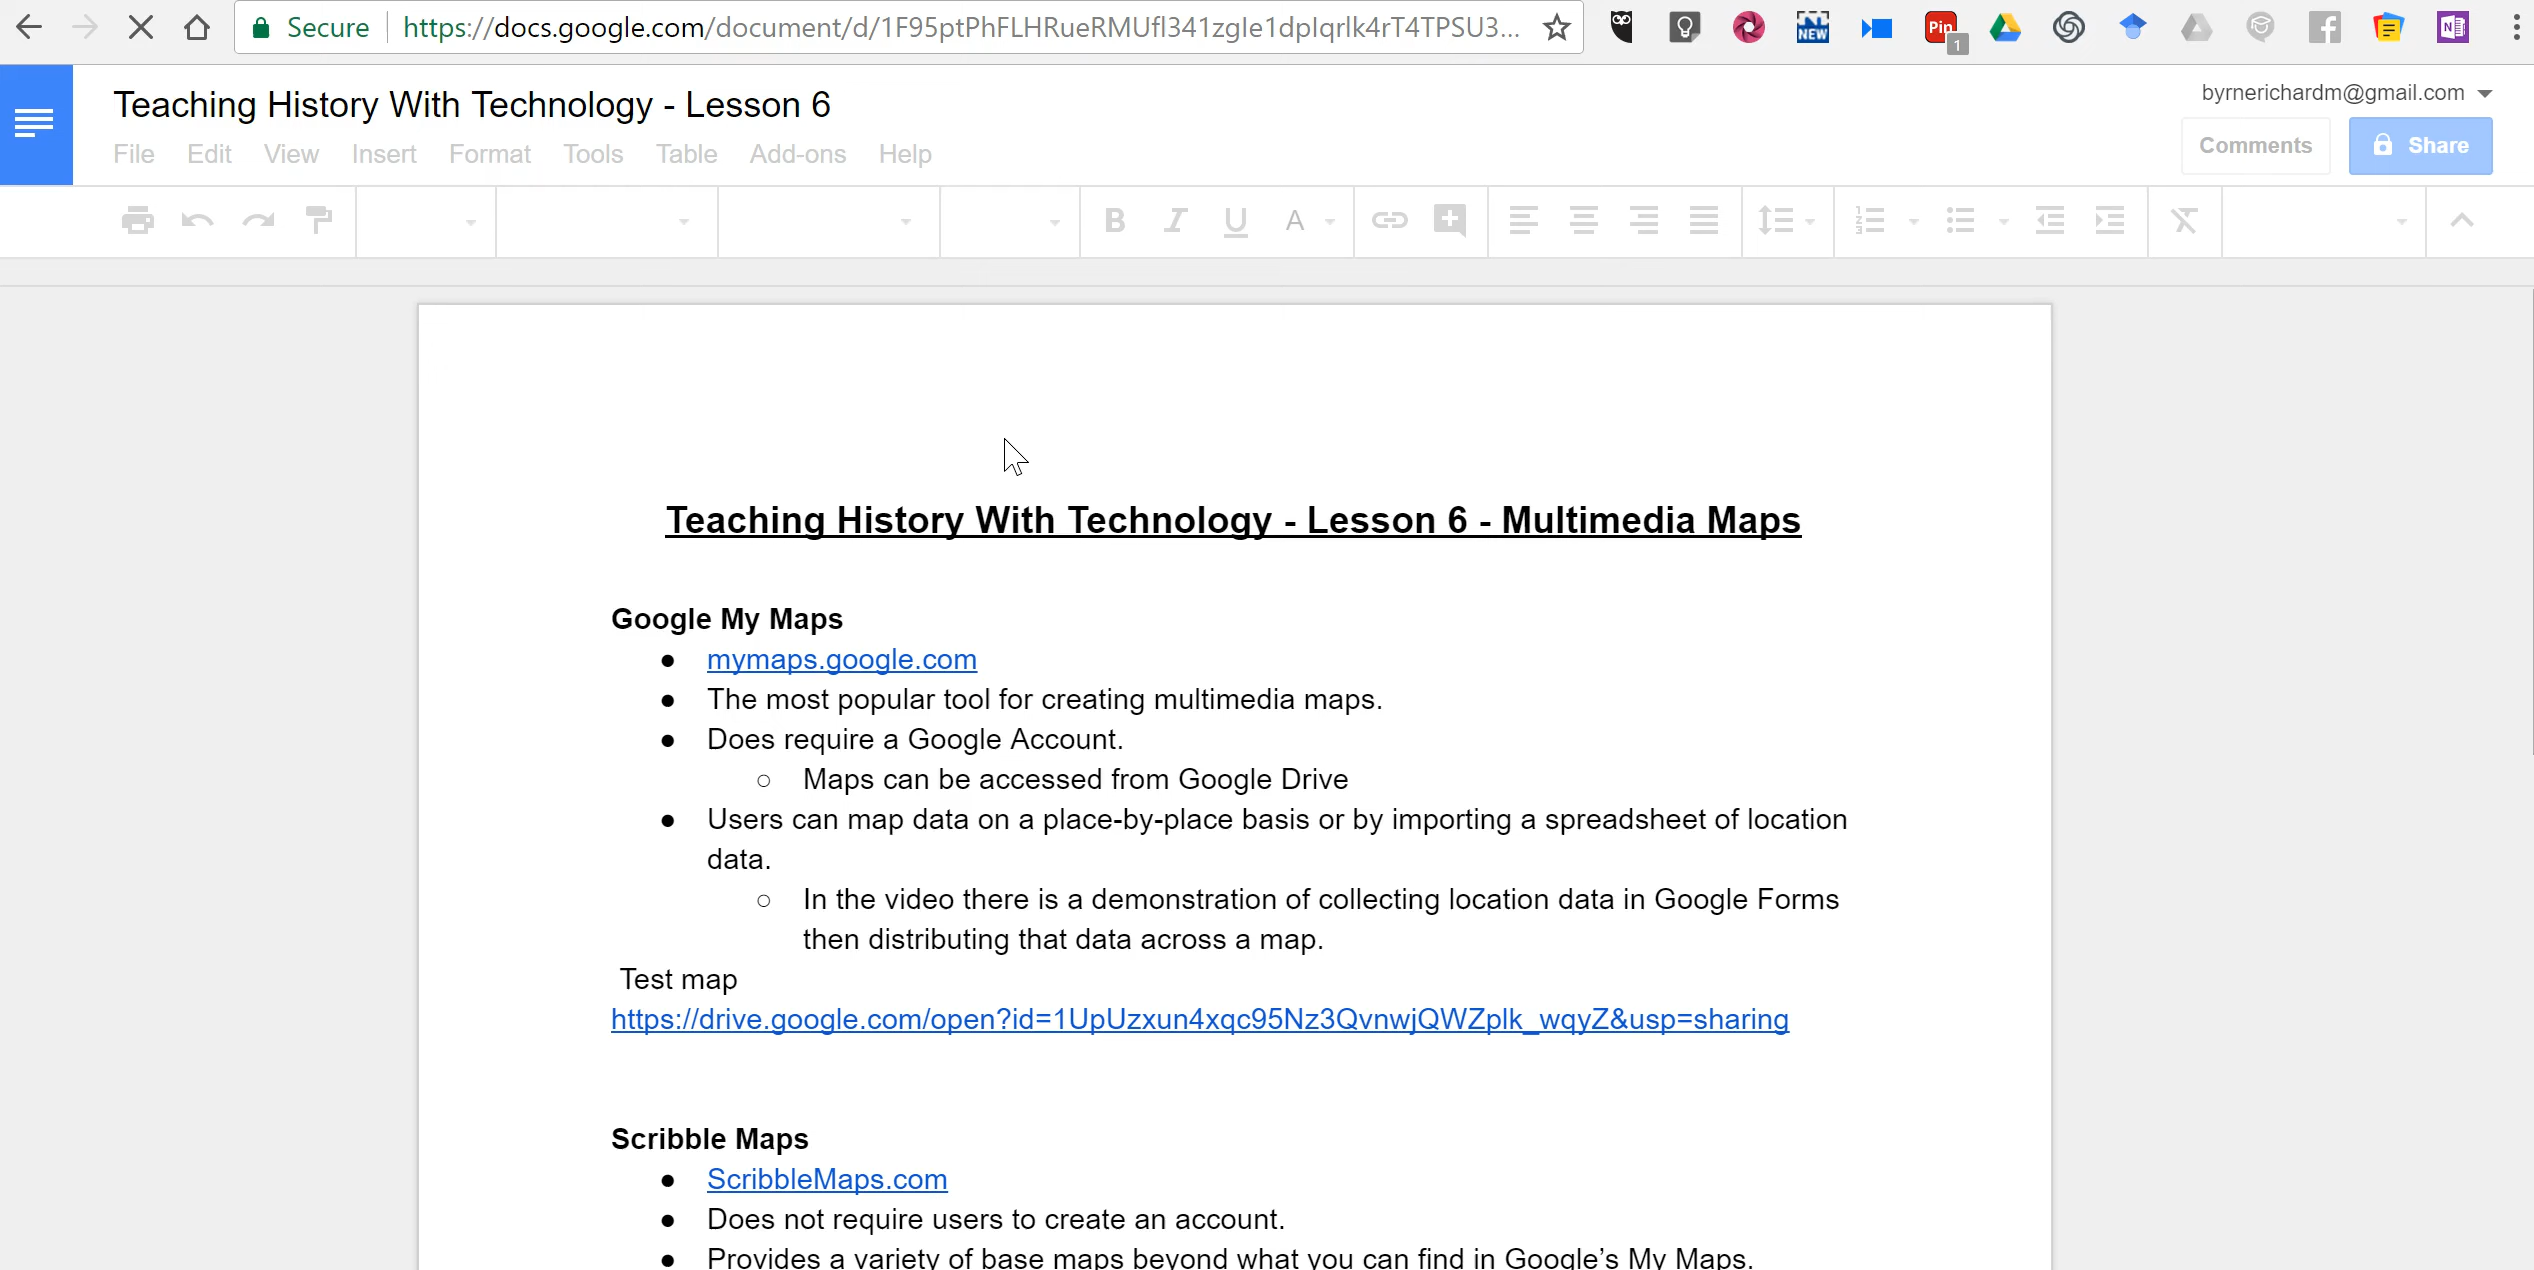 Secure https://docs.google.com/document/d/1F95ptPhFLHRueRMUfI341zgIe1dpIqrIk4rT4TPSU3...
Pin
1
NEW
N
Teaching History With Technology - Lesson 6
byrnerichardm@gmail.com
File Edit View Insert Format Tools Table Add-ons Help
Comments Share
B I U A
Teaching History With Technology - Lesson 6 - Multimedia Maps
Google My Maps
● mymaps.google.com
● The most popular tool for creating multimedia maps.
● Does require a Google Account.
○ Maps can be accessed from Google Drive
● Users can map data on a place-by-place basis or by importing a spreadsheet of location
data.
○ In the video there is a demonstration of collecting location data in Google Forms
then distributing that data across a map.
Test map
https://drive.google.com/open?id=1UpUzxun4xqc95Nz3QvnwjQWZplk_wqyZ&usp=sharing
Scribble Maps
● ScribbleMaps.com
● Does not require users to create an account.
● Provides a variety of base maps beyond what you can find in Google’s My Maps.